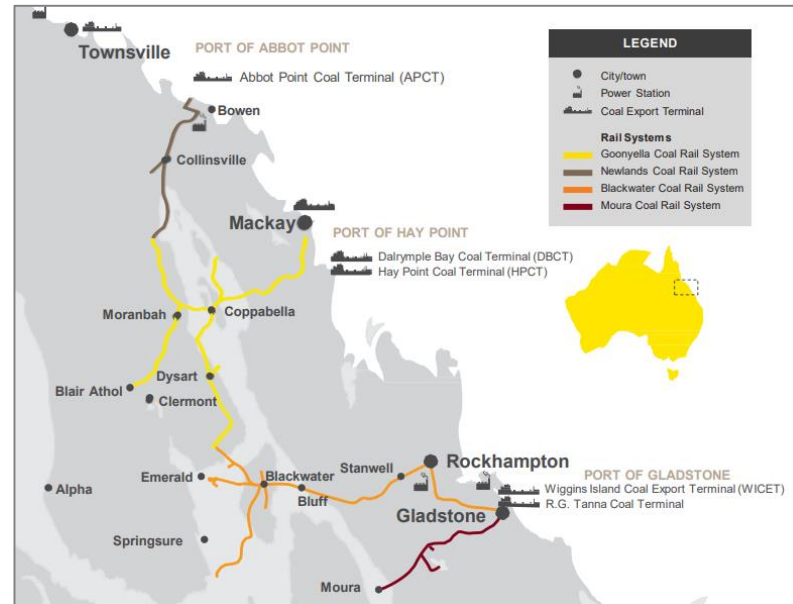 Townsville
PORT OF ABBOT POINT
Abbot Point Coal Terminal (APCT)
Bowen
Collinsville
Mackay
PORT OF HAY POINT
Dalrymple Bay Coal Terminal (DBCT)
Hay Point Coal Terminal (HPCT)
Moranbah
Coppabella
Dysart
Blair Athol
Clermont
Alpha
Emerald
Blackwater
Bluff
Stanwell
Rockhampton
PORT OF GLADSTONE
Wiggins Island Coal Export Terminal (WICET)
R.G. Tanna Coal Terminal
Gladstone
Springsure
Moura
LEGEND
City/town
Power Station
Coal Export Terminal
Rail Systems
Goonyella Coal Rail System
Newlands Coal Rail System
Blackwater Coal Rail System
Moura Coal Rail System